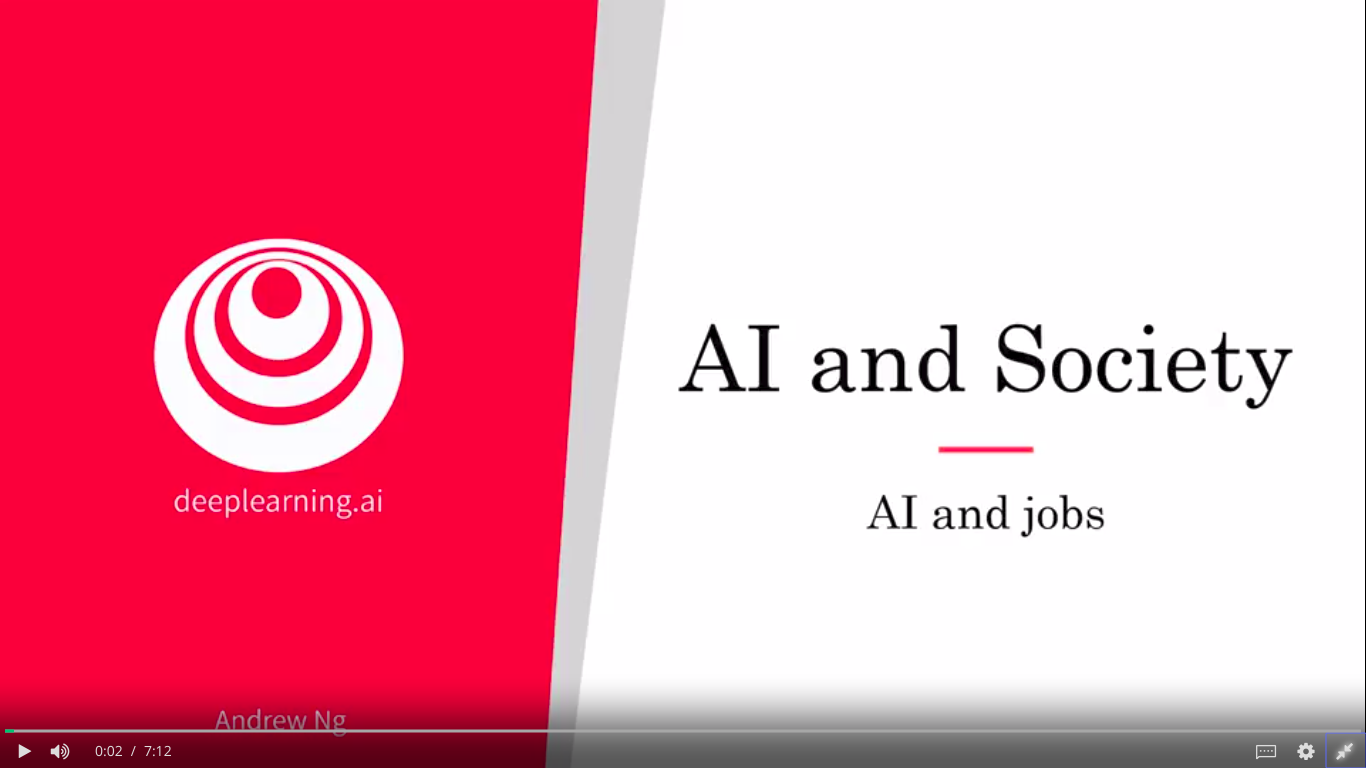 deeplearning.ai
Andrew Ng
AI and Society
AI and jobs
0:02 / 7:12